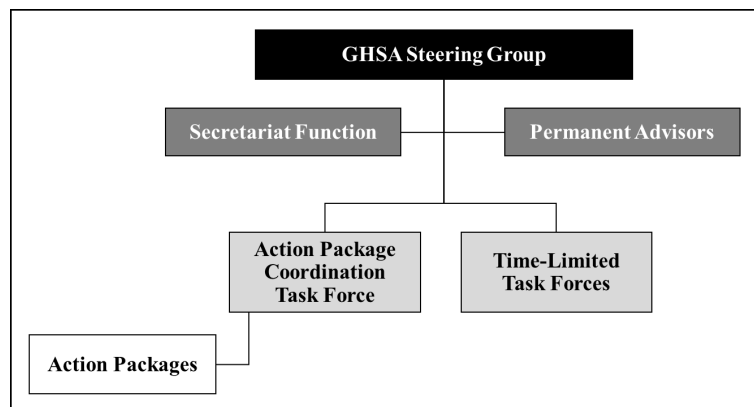 GHSA Steering Group
Secretariat Function
Permanent Advisors
Action Package
Coordination
Task Force
Time-Limited
Task Forces
Action Packages